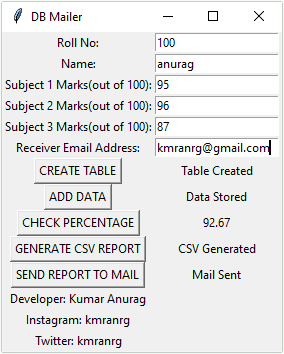 DB Mailer
Roll No: 100
Name: anurag
Subject 1 Marks(out of 100): 95
Subject 2 Marks(out of 100): 96
Subject 3 Marks(out of 100): 87
Receiver Email Address: kmranrg@gmail.com
CREATE TABLE Table Created
ADD DATA Data Stored
CHECK PERCENTAGE 92.67
GENERATE CSV REPORT CSV Generated
SEND REPORT TO MAIL Mail Sent
Developer: Kumar Anurag
Instagram: kmranrg
Twitter: kmranrg